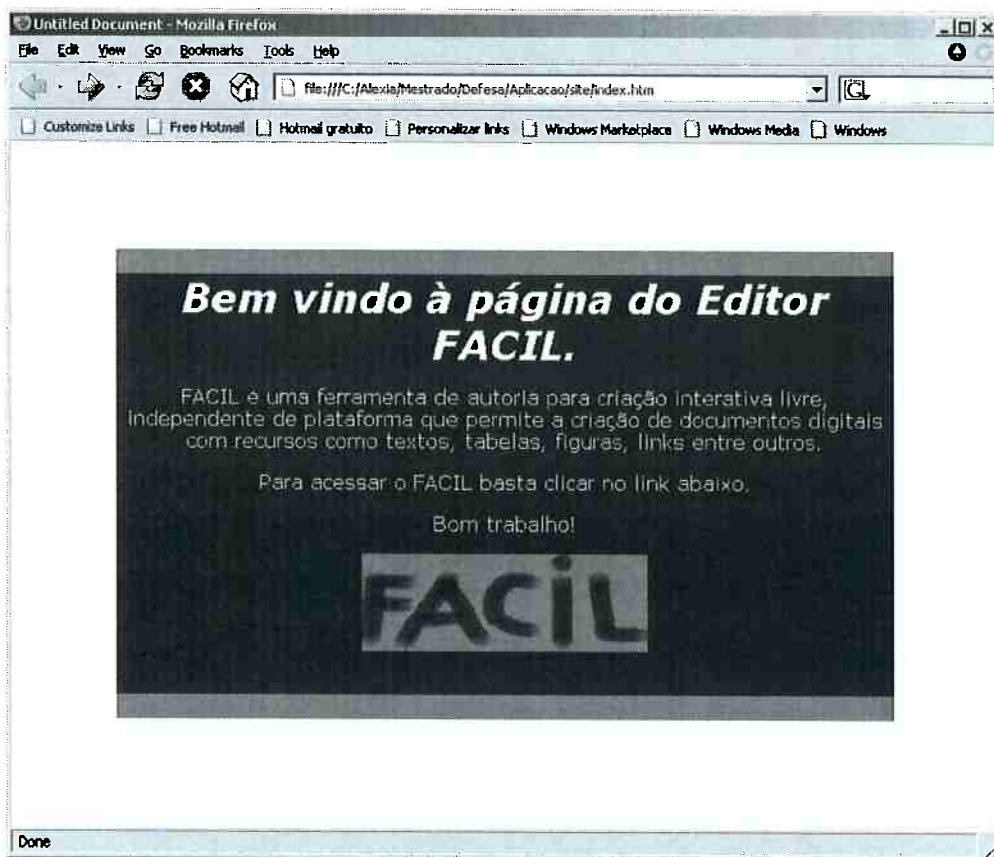 Untitled Document - Mozilla Firefox
File Edit View Go Bookmarks Tools Help
file:///C:/Alexia/Mestrado/Defesa/Aplicacao/site/index.htm
G
Customize Links Free Hotmail Hotmail gratuito Personalizar links Windows Marketplace Windows Media Windows
Bem vindo à página do Editor
FACIL.
FACIL é uma ferramenta de autoria para criação interativa livre,
independente de plataforma que permite a criação de documentos digitais
com recursos como textos, tabelas, figuras, links entre outros.
Para acessar o FACIL basta clicar no link abaixo.
Bom trabalho!
FACiL
Done